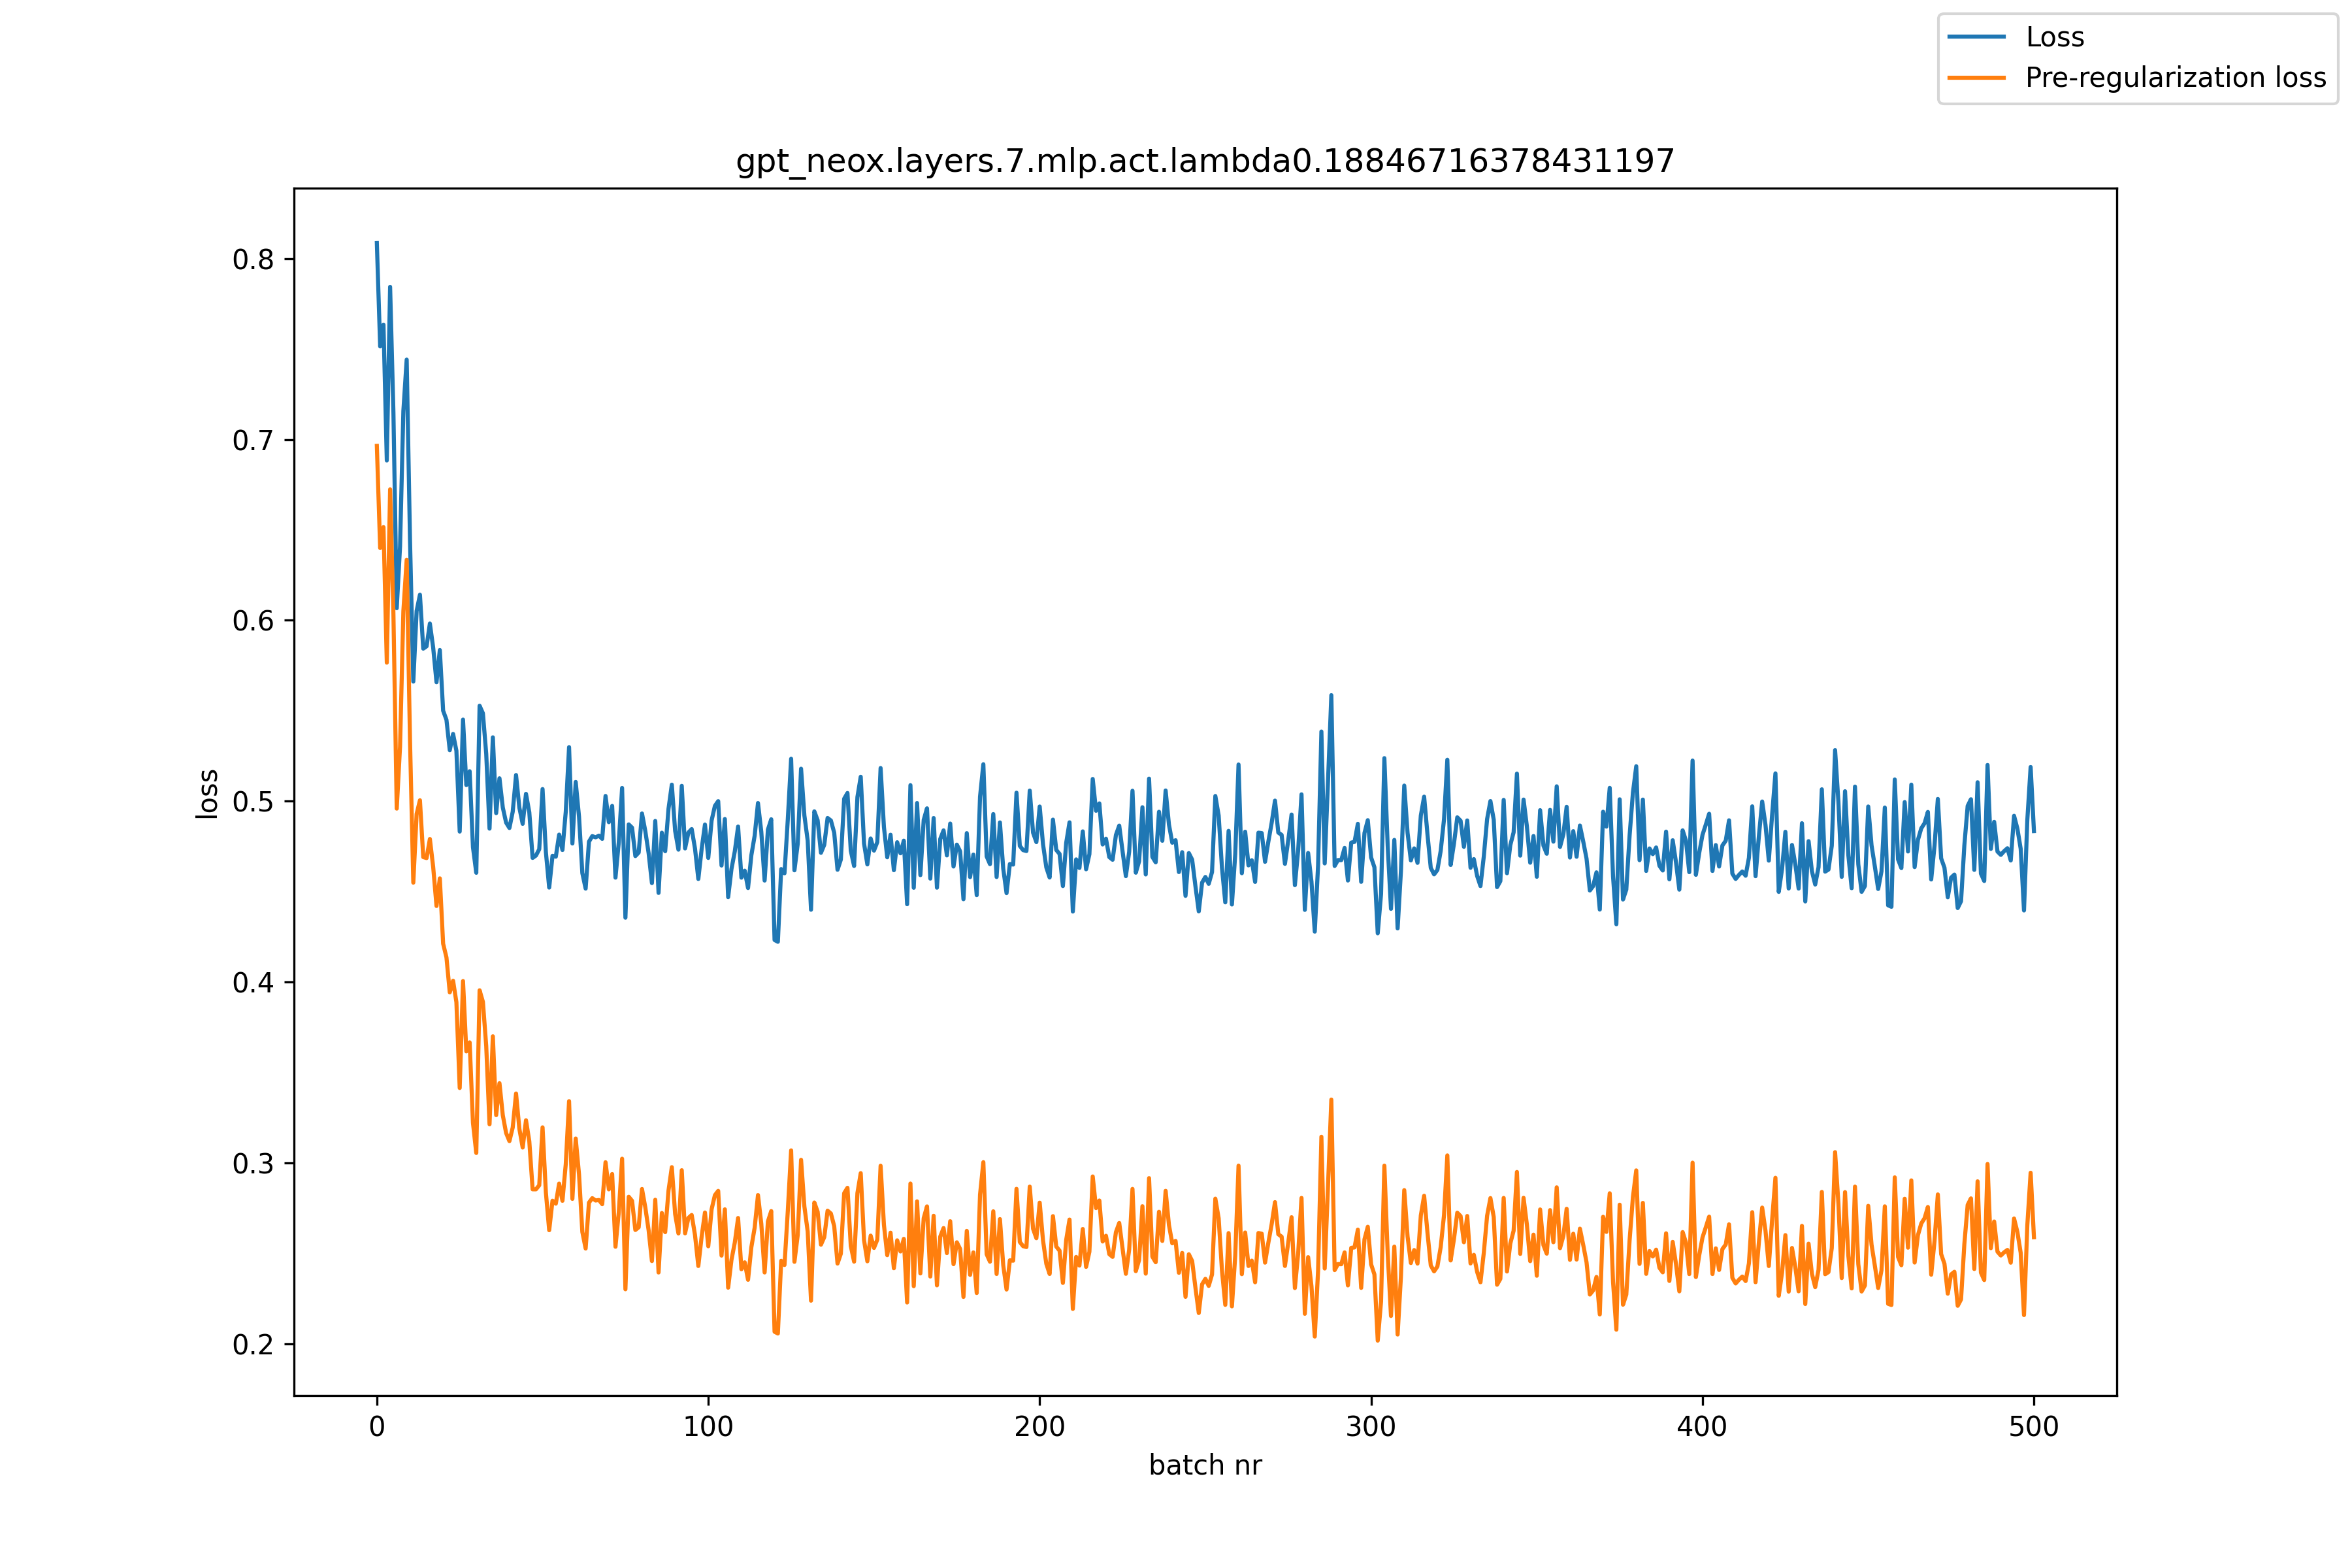 Loss
Pre-regularization loss
gpt_neox.layers.7.mlp.act.lambda0.18846716378431197
0.8
0.7
0.6
0.5
0.4
0.3
0.2
loss
0 100 200 300 400 500
batch nr